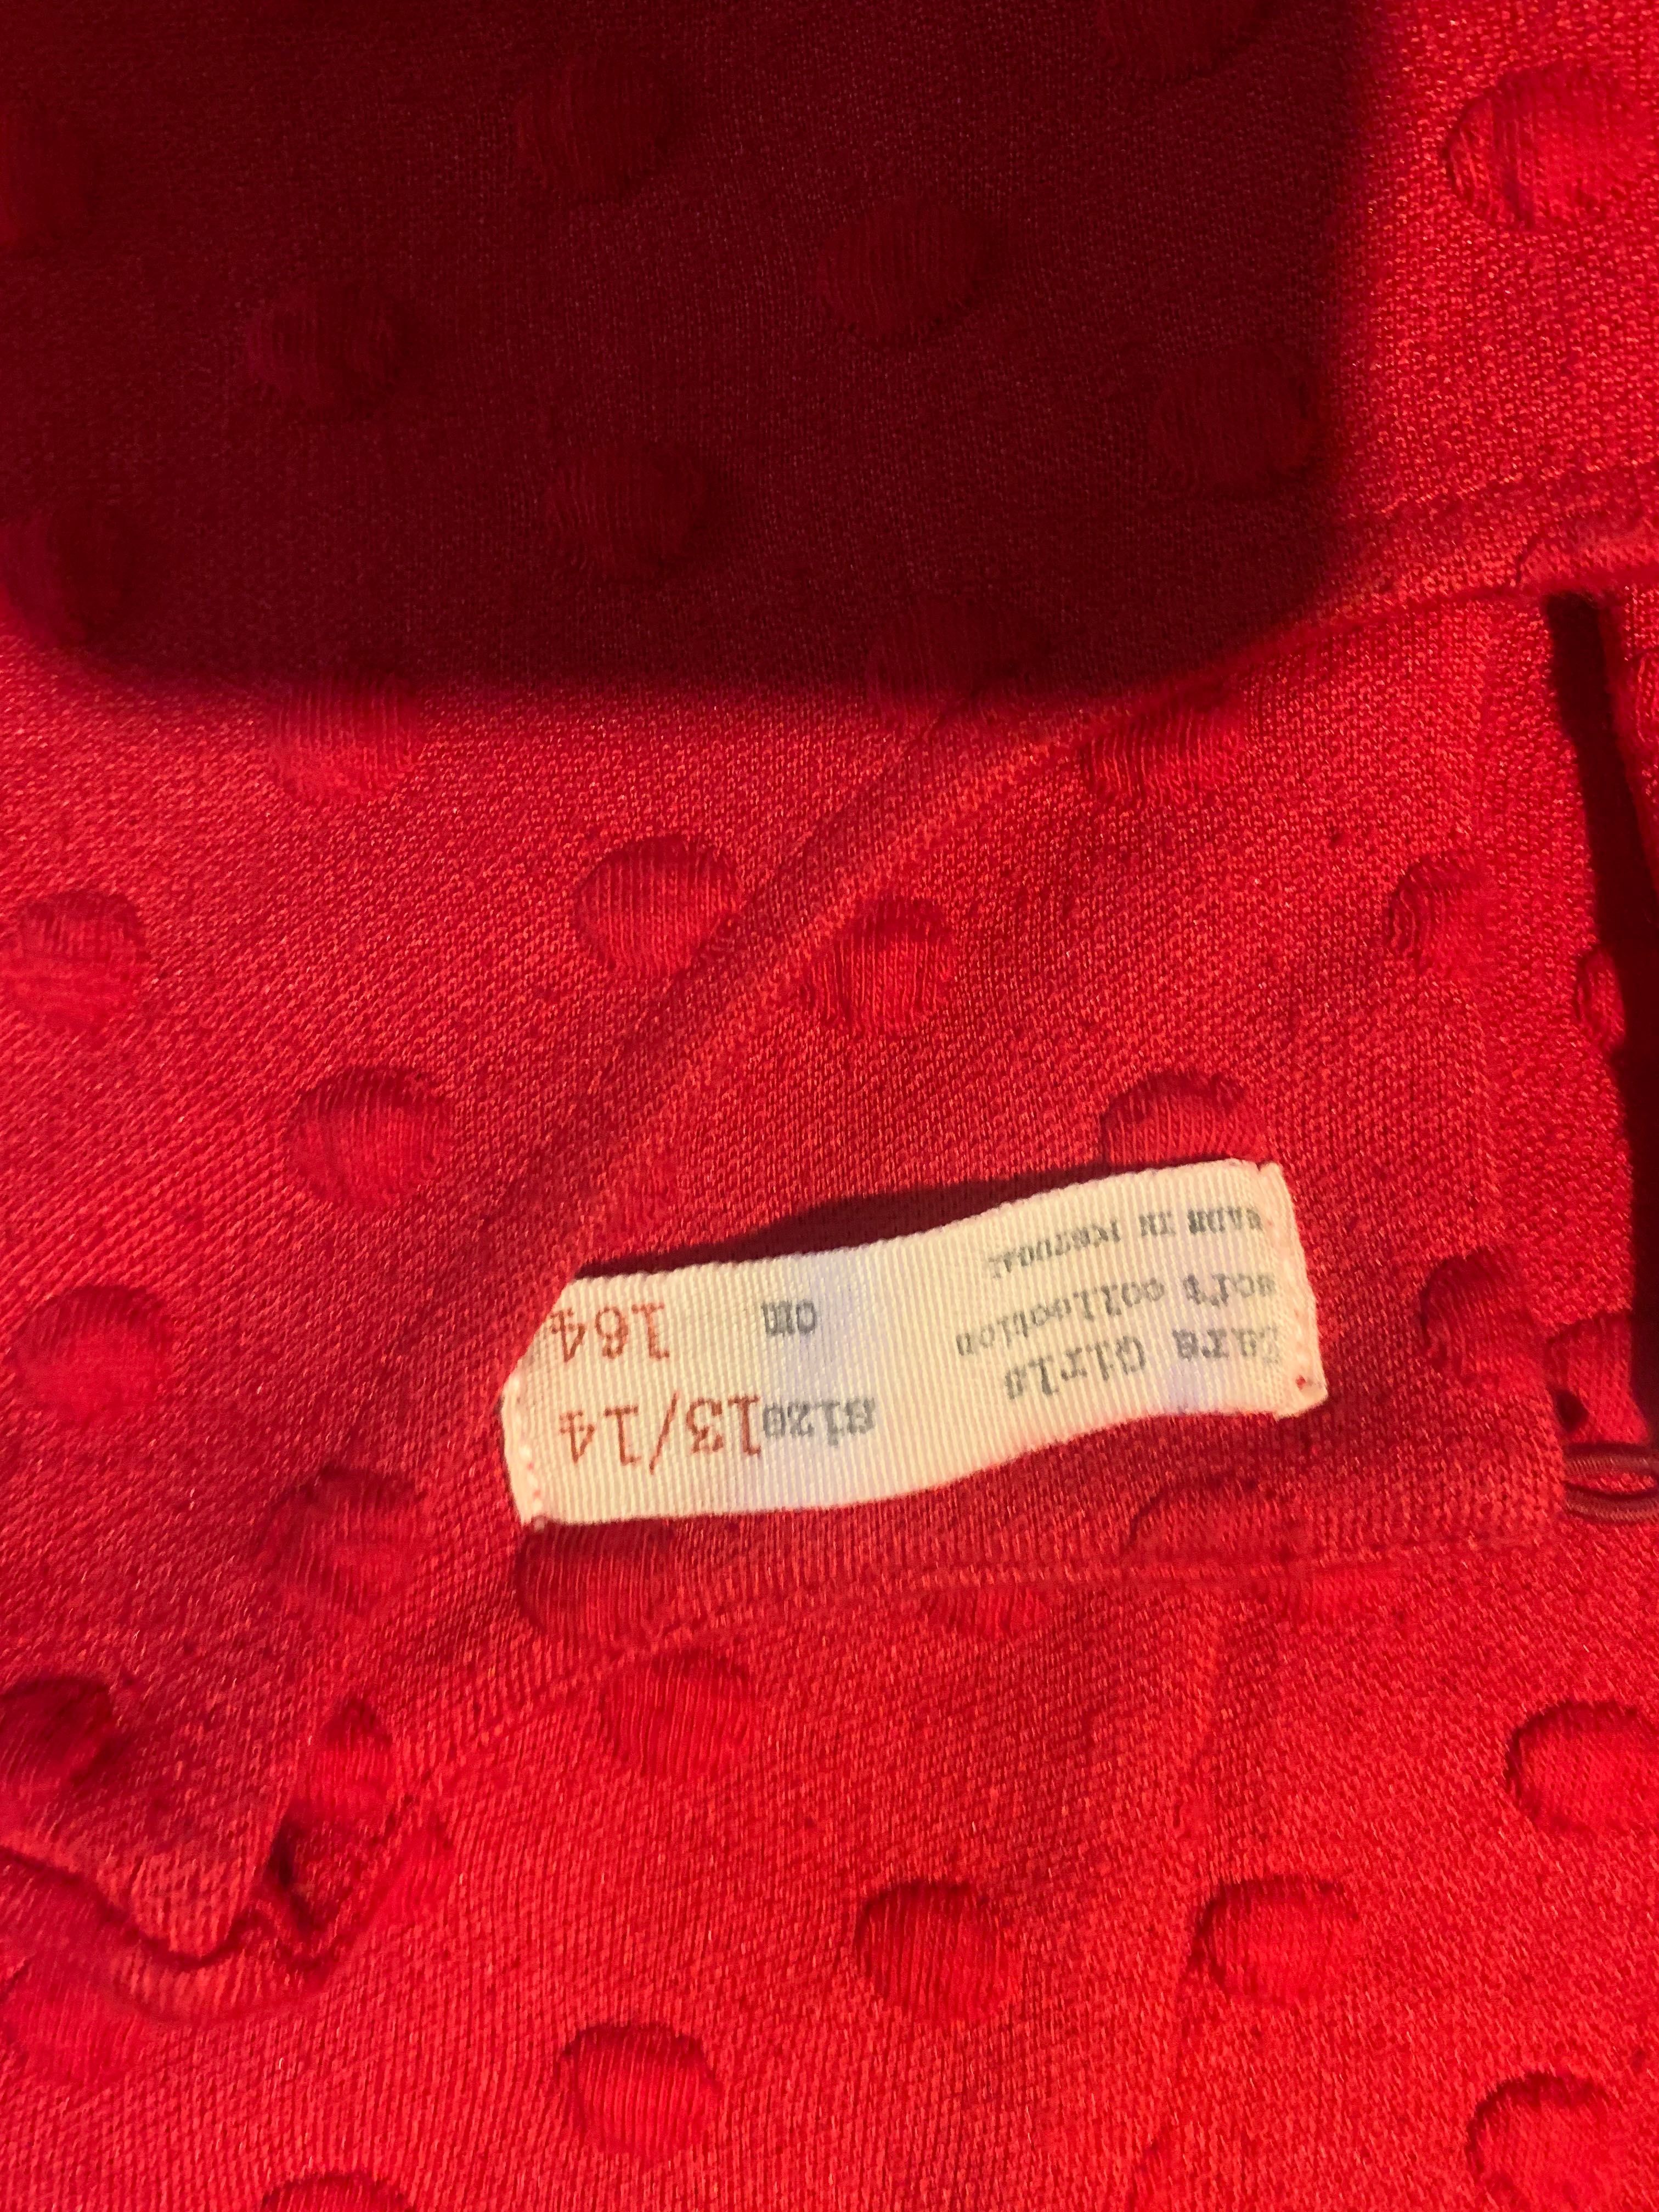 Zara Girls
soft collection
MADE IN PORTUGAL
size 13/14
cm 164